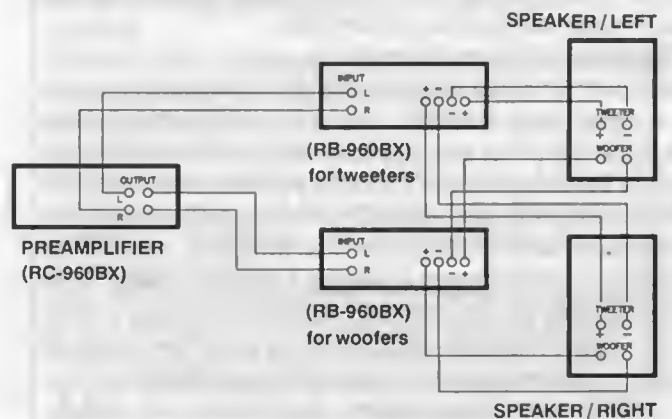 SPEAKER/LEFT
INPUT
L
R
+ − − +
TWEETER
+ −
WOOFER
(RB-960BX)
for tweeters
OUTPUT
L
R
PREAMPLIFIER
(RC-960BX)
INPUT
L
R
+ − − +
(RB-960BX)
for woofers
TWEETER
+ −
WOOFER
SPEAKER/RIGHT